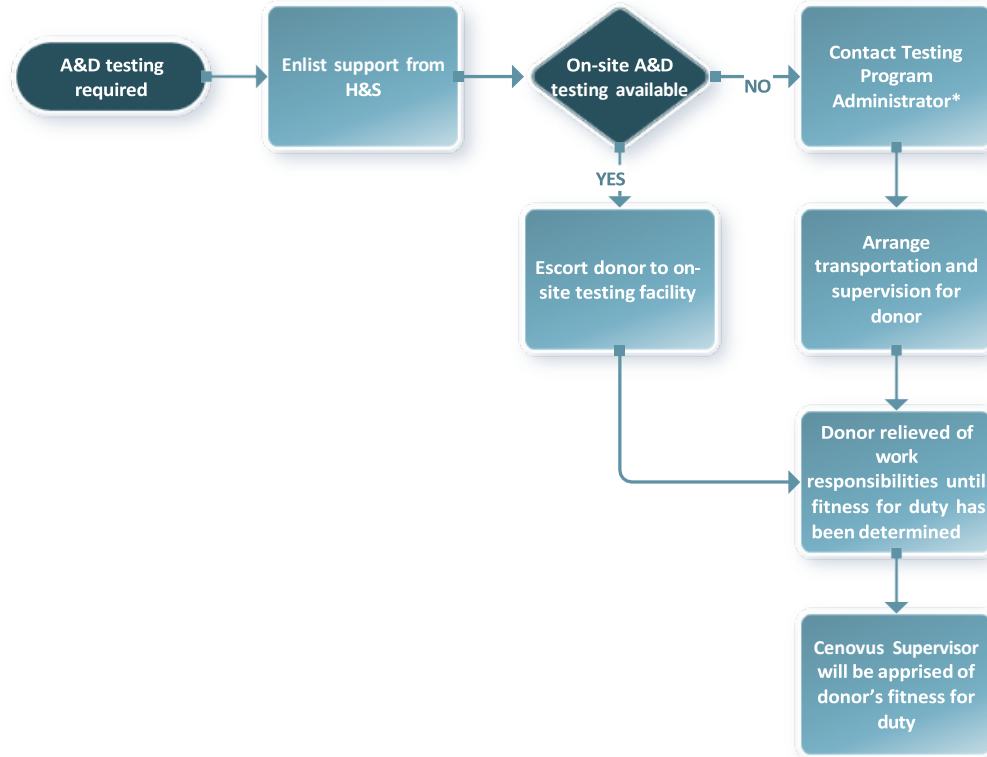 A&D testing
required
Enlist support from
H&S
On-site A&D
testing available
NO
Contact Testing
Program
Administrator*
YES
Escort donor to on-
site testing facility
Arrange
transportation and
supervision for
donor
Donor relieved of
work
responsibilities until
fitness for duty has
been determined
Cenovus Supervisor
will be apprised of
donor’s fitness for
duty